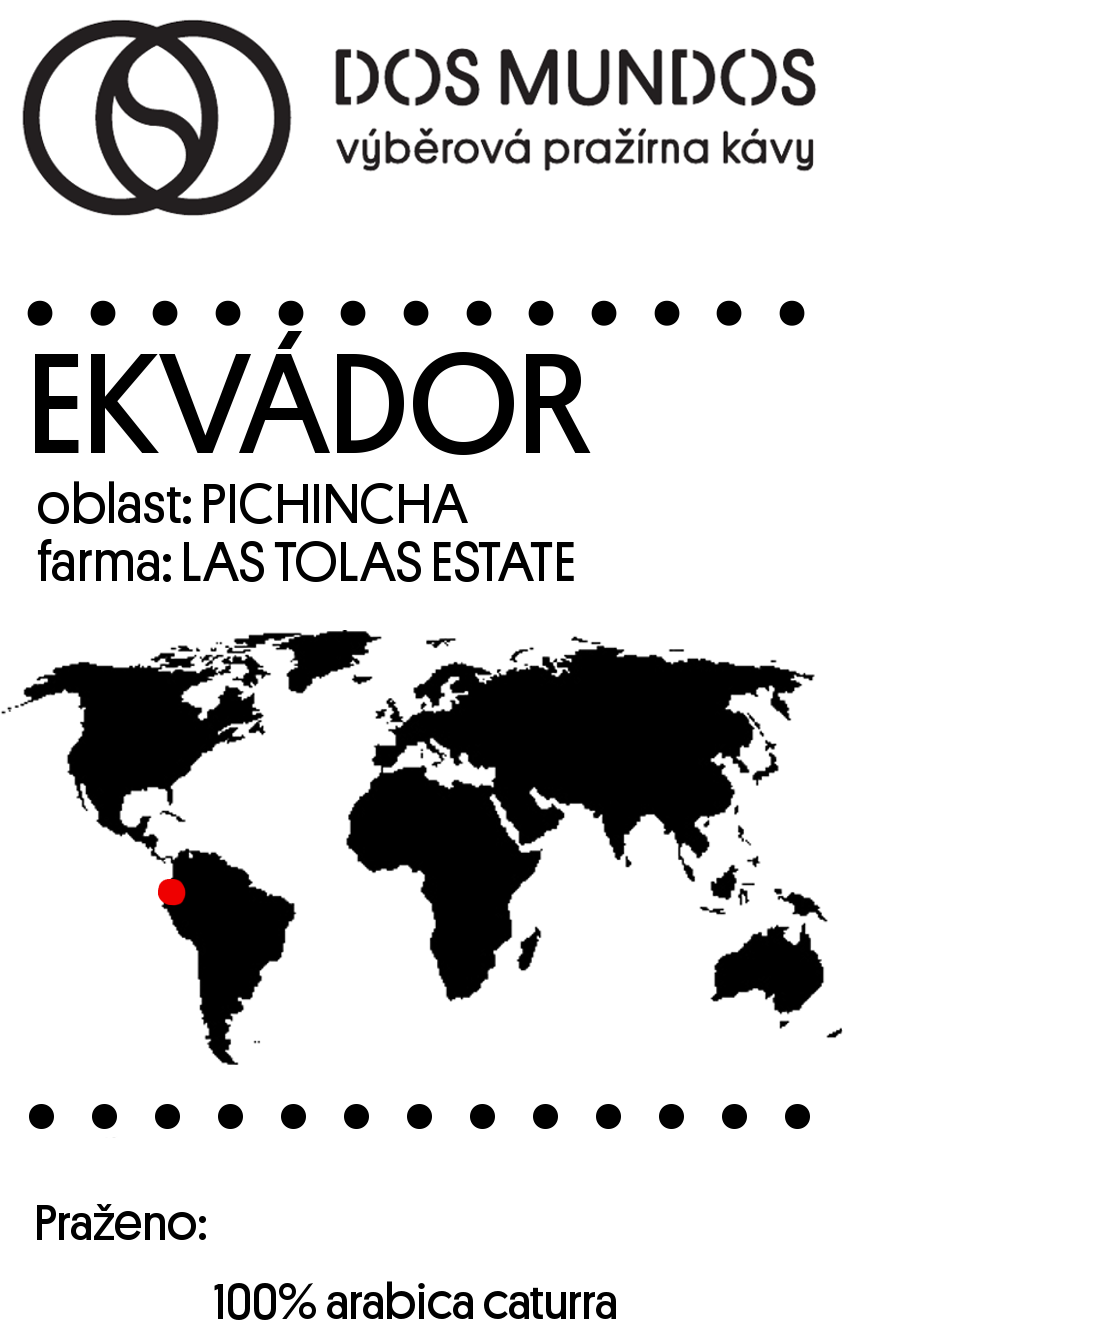 DOS MUNDOS
výběrová pražírna kávy
EKVÁDOR
oblast: PICHINCHA
farma: LAS TOLAS ESTATE
Praženo:
100% arabica caturra